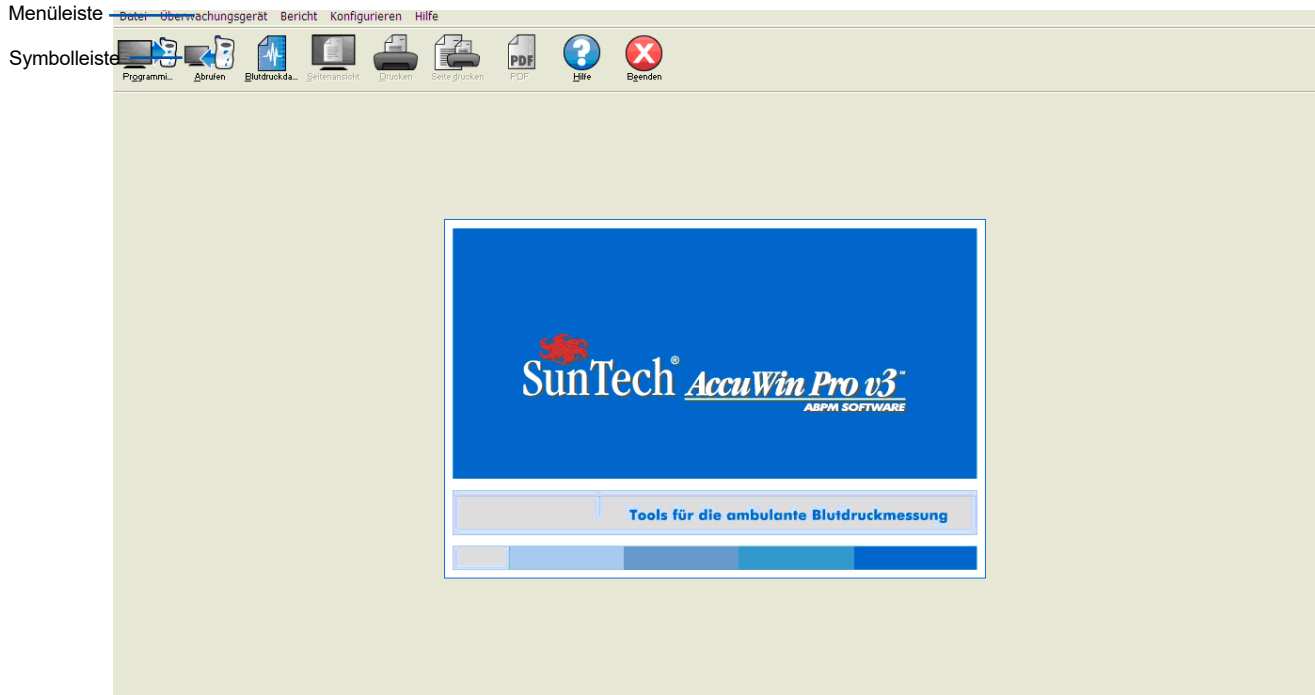 Menüleiste
Datei Überwachungsgerät Bericht Konfigurieren Hilfe
Symbolleiste
Programmi... Abrufen Blutdruckda... Seitenansicht Drucken Seite drucken PDF Hilfe Beenden
PDF
SunTech® AccuWin Pro v3™
ABPM SOFTWARE
Tools für die ambulante Blutdruckmessung